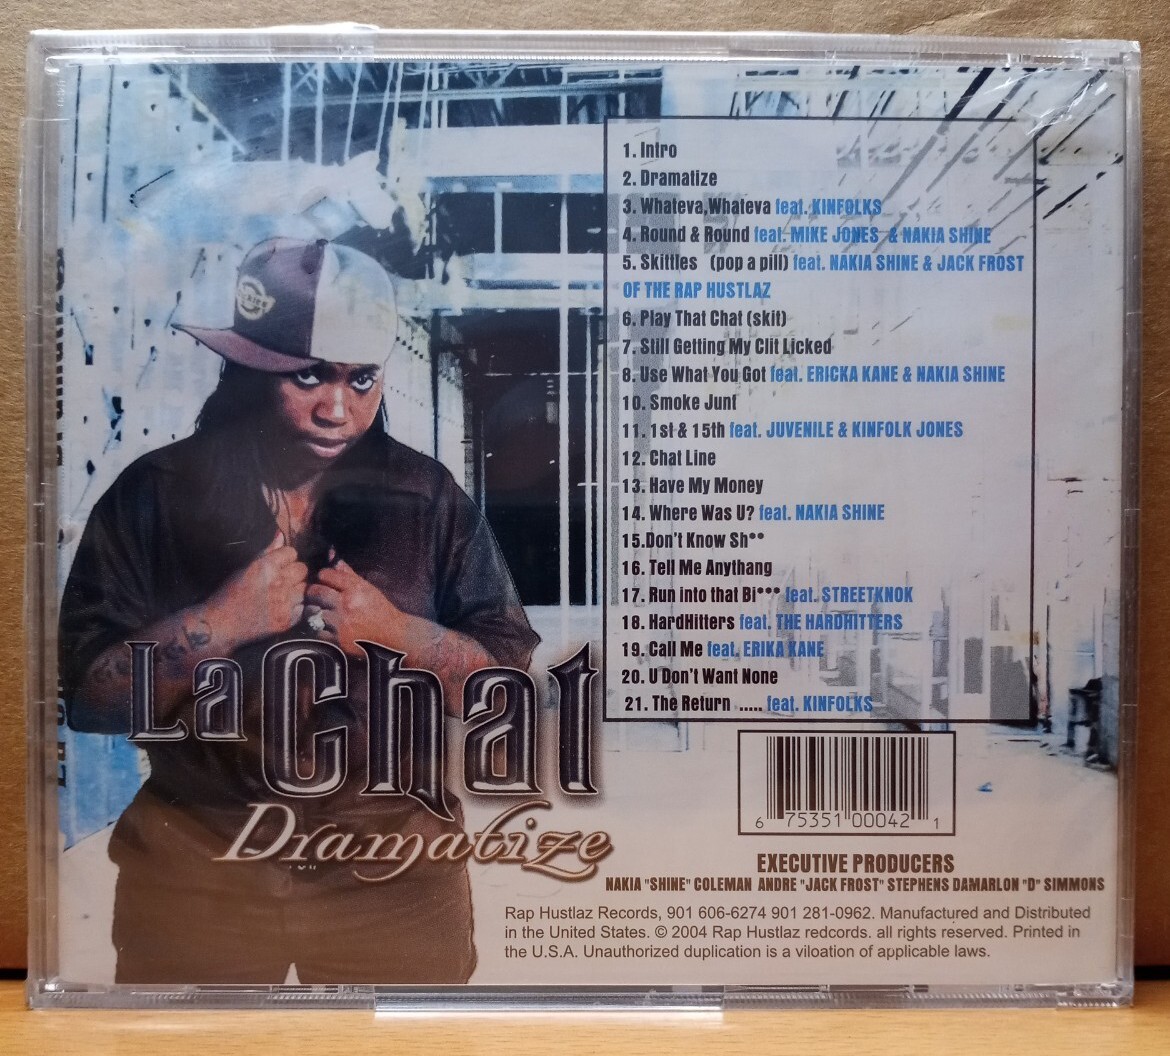 1. Intro
2. Dramatize
3. Whateva,Whateva feat. KINFOLKS
4. Round & Round feat. MIKE JONES & NAKIA SHINE
5. Skittles (pop a pill) feat. NAKIA SHINE & JACK FROST
OF THE RAP HUSTLAZ
6. Play That Chat (skit)
7. Still Getting My Clit Licked
8. Use What You Got feat. ERICKA KANE & NAKIA SHINE
10. Smoke Junt
11. 1st & 15th feat. JUVENILE & KINFOLK JONES
12. Chat Line
13. Have My Money
14. Where Was U? feat. NAKIA SHINE
15.Don't Know Sh**
16. Tell Me Anythang
17. Run into that Bi*** feat. STREETKNOK
18. HardHitters feat. THE HARDHITTERS
19. Call Me feat. ERIKA KANE
20. U Don't Want None
21. The Return ..... feat. KINFOLKS
La Chat
Dramatize
6 75351 00042 1
EXECUTIVE PRODUCERS
NAKIA "SHINE" COLEMAN ANDRE "JACK FROST" STEPHENS DAMARLON "D" SIMMONS
Rap Hustlaz Records, 901 606-6274 901 281-0962. Manufactured and Distributed
in the United States. © 2004 Rap Hustlaz redcords. all rights reserved. Printed in
the U.S.A. Unauthorized duplication is a viloation of applicable laws.